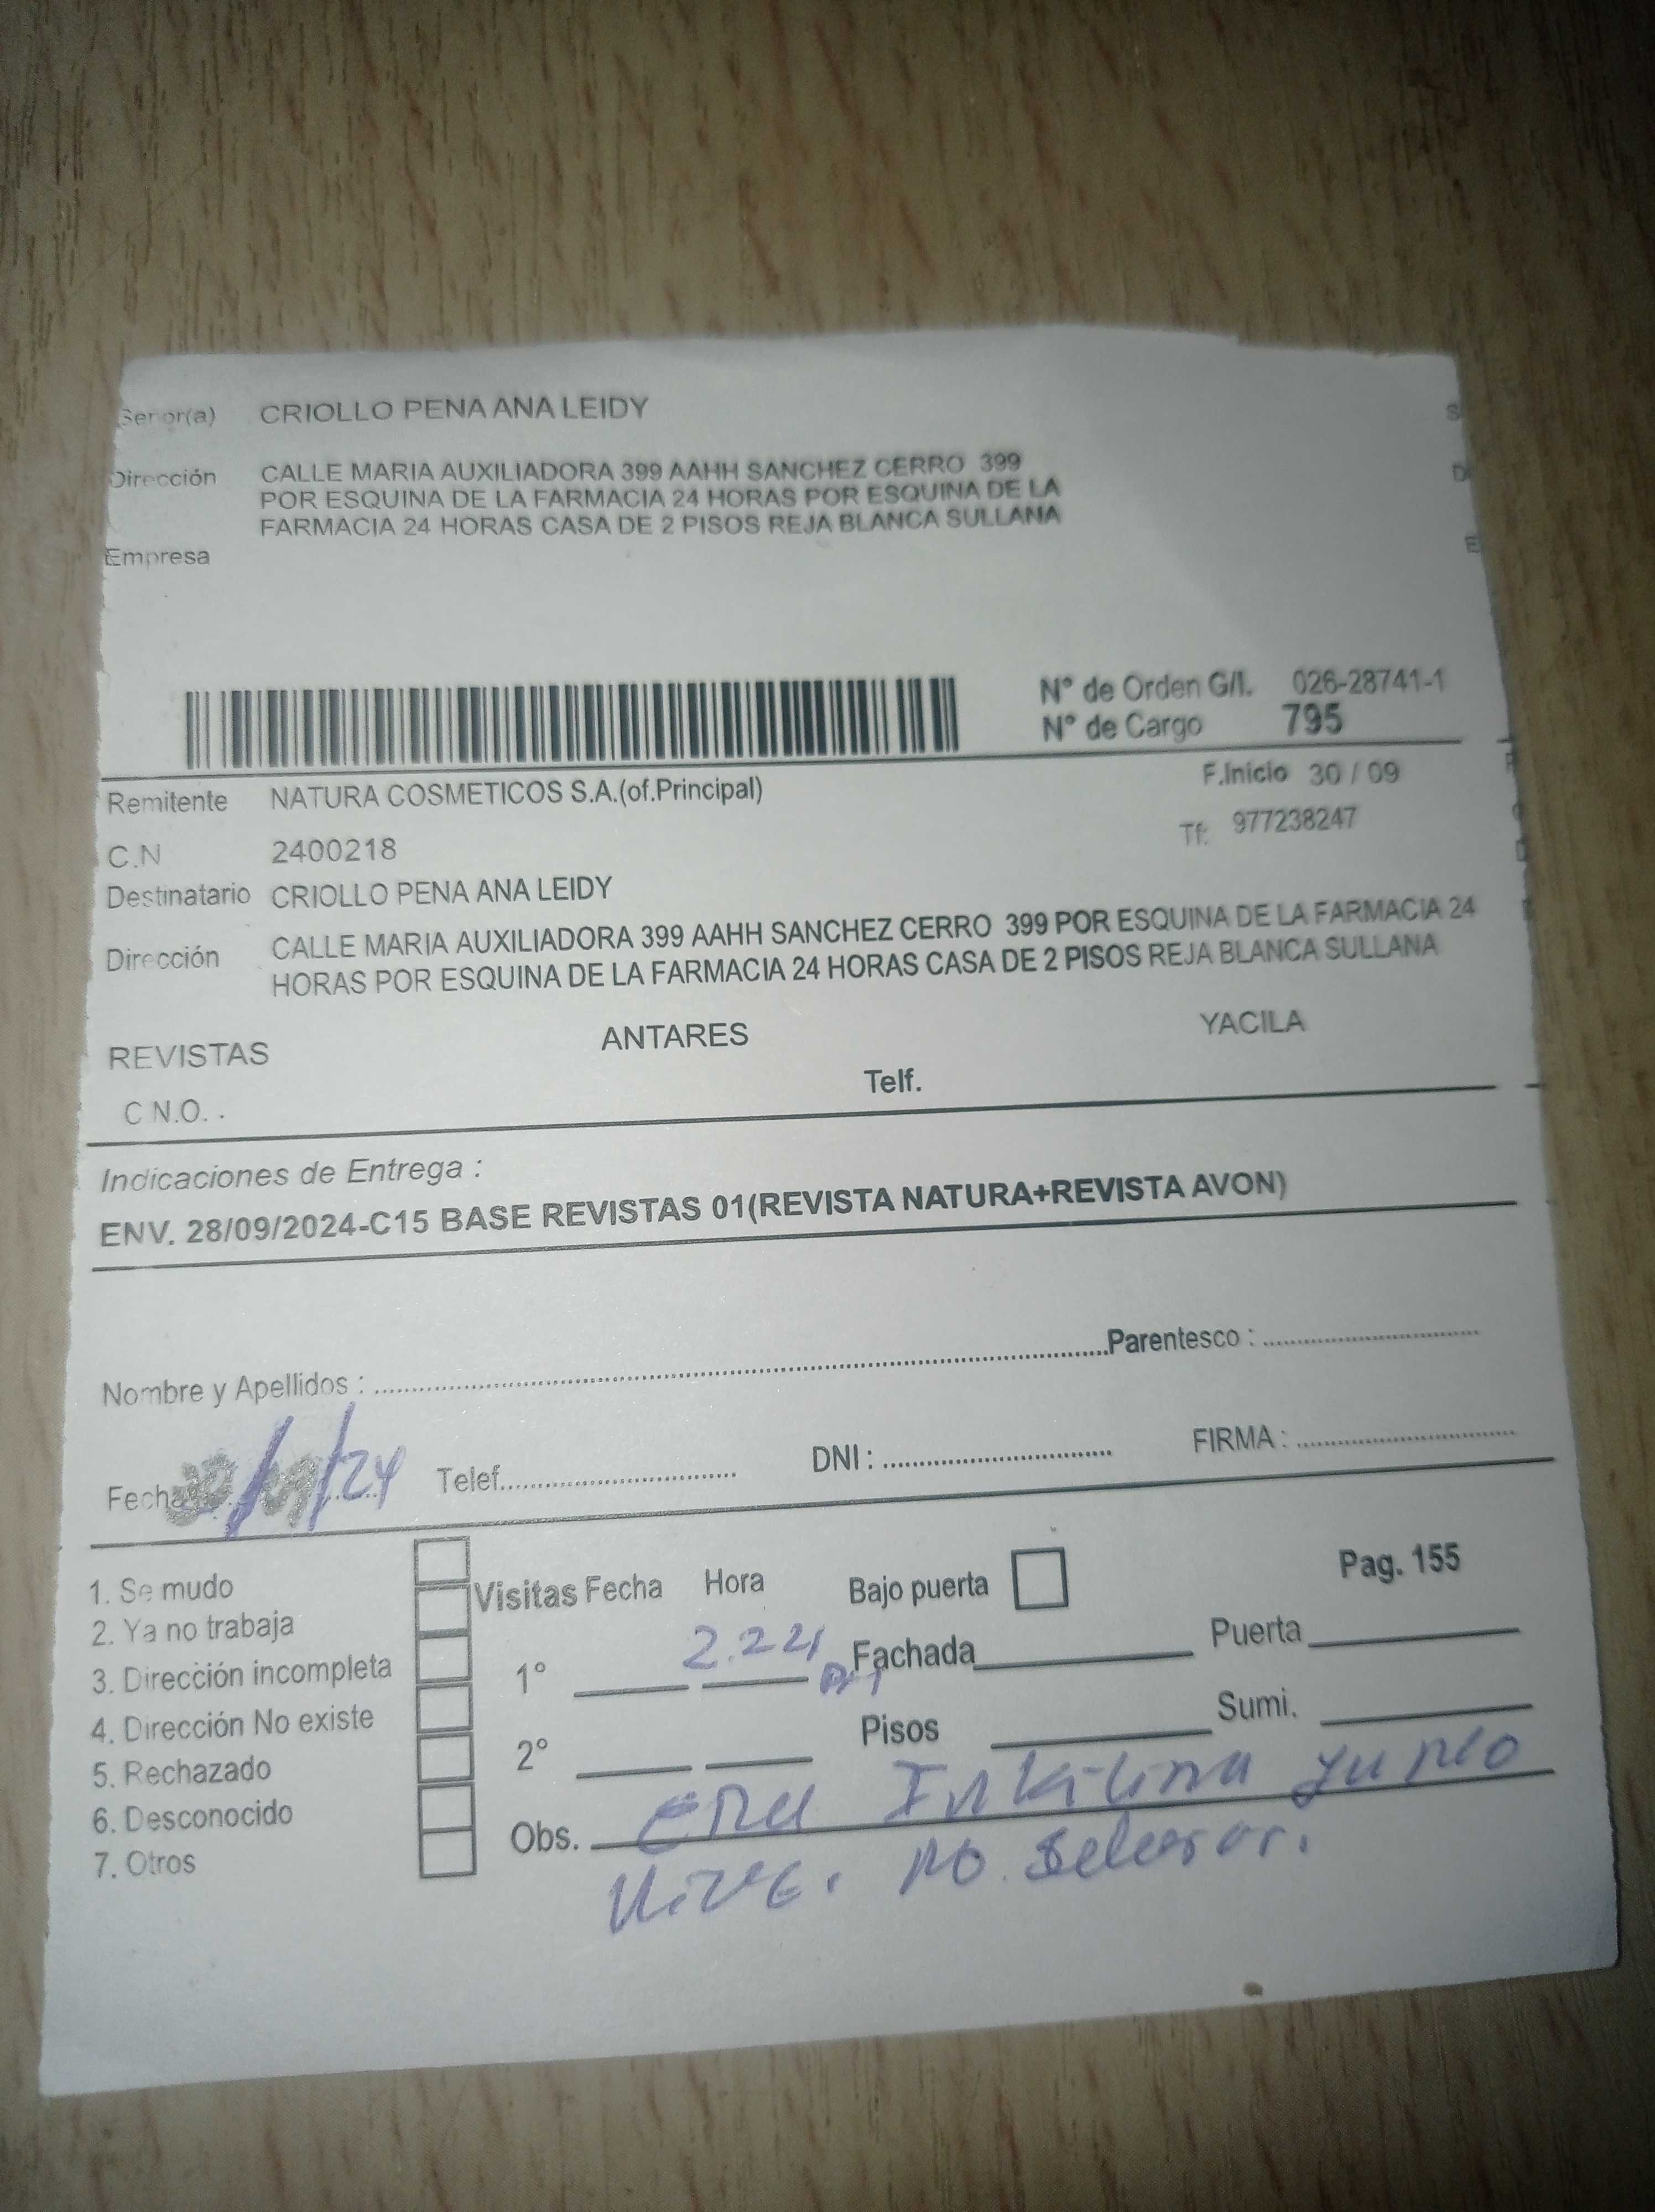 Señor(a) CRIOLLO PENA ANA LEIDY
Dirección CALLE MARIA AUXILIADORA 399 AAHH SANCHEZ CERRO 399
POR ESQUINA DE LA FARMACIA 24 HORAS POR ESQUINA DE LA
FARMACIA 24 HORAS CASA DE 2 PISOS REJA BLANCA SULLANA
Empresa
N° de Orden G/I. 026-28741-1
N° de Cargo 795
Remitente NATURA COSMETICOS S.A.(of.Principal) F.Inicio 30 / 09
C.N 2400218 Tf: 977238247
Destinatario CRIOLLO PENA ANA LEIDY
Dirección CALLE MARIA AUXILIADORA 399 AAHH SANCHEZ CERRO 399 POR ESQUINA DE LA FARMACIA 24
HORAS POR ESQUINA DE LA FARMACIA 24 HORAS CASA DE 2 PISOS REJA BLANCA SULLANA
REVISTAS ANTARES YACILA
C.N.O. . Telf.
Indicaciones de Entrega :
ENV. 28/09/2024-C15 BASE REVISTAS 01(REVISTA NATURA+REVISTA AVON)
Nombre y Apellidos : Parentesco :
Fecha 30/09/24 Telef. DNI : FIRMA :
1. Se mudo Visitas Fecha Hora Bajo puerta Pag. 155
2. Ya no trabaja
3. Dirección incompleta 1° 2.24 Fachada Puerta
4. Dirección No existe
5. Rechazado 2° Pisos Sumi.
6. Desconocido
7. Otros Obs. era Inkilina ya no
vive. no